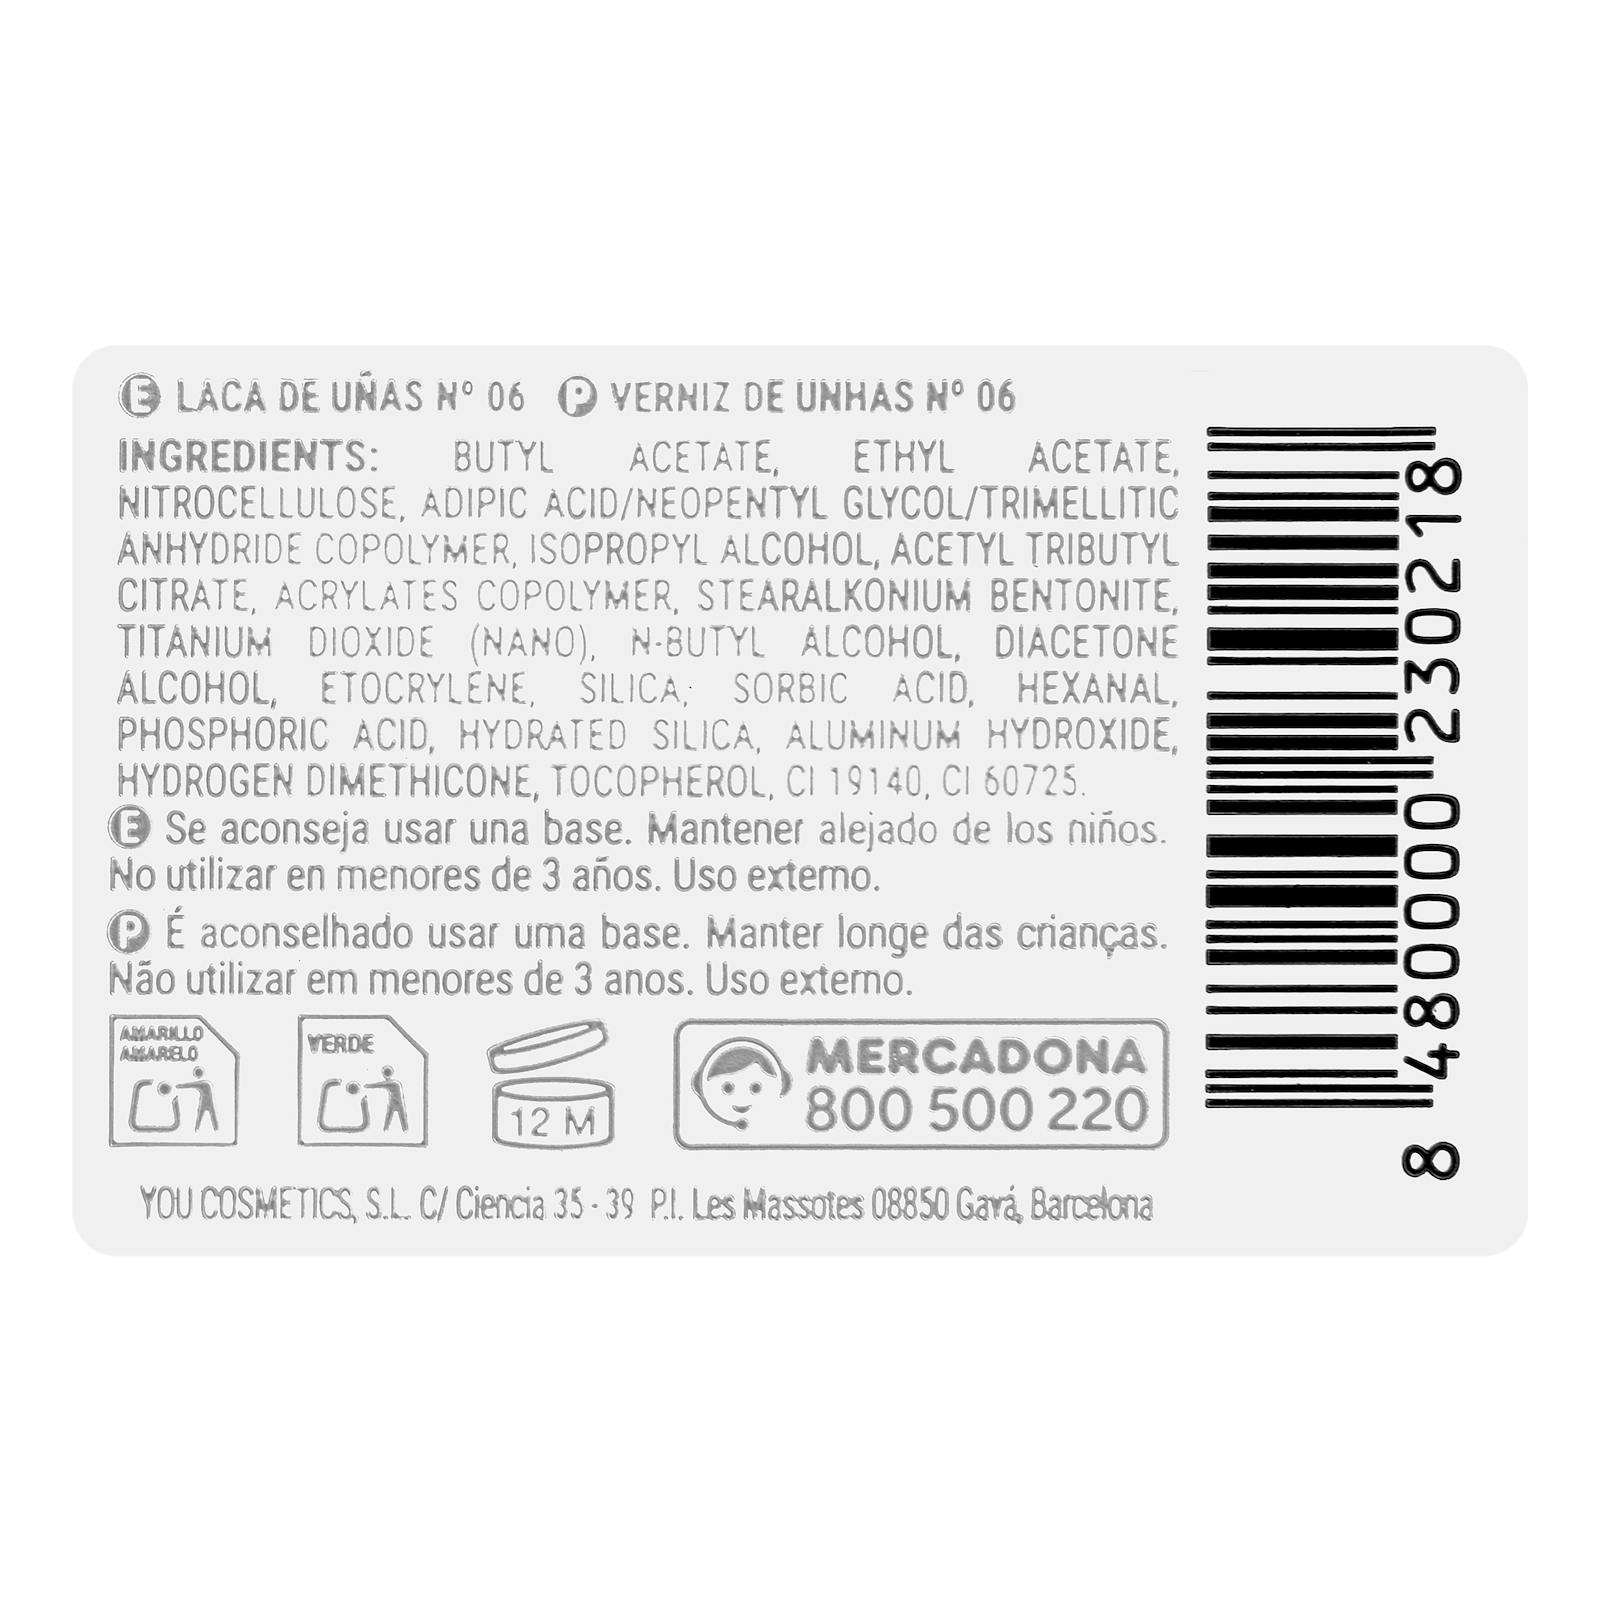 E LACA DE UÑAS Nº 06 P VERNIZ DE UNHAS Nº 06
INGREDIENTS: BUTYL ACETATE, ETHYL ACETATE,
NITROCELLULOSE, ADIPIC ACID/NEOPENTYL GLYCOL/TRIMELLITIC
ANHYDRIDE COPOLYMER, ISOPROPYL ALCOHOL, ACETYL TRIBUTYL
CITRATE, ACRYLATES COPOLYMER, STEARALKONIUM BENTONITE,
TITANIUM DIOXIDE (NANO), N-BUTYL ALCOHOL, DIACETONE
ALCOHOL, ETOCRYLENE, SILICA, SORBIC ACID, HEXANAL,
PHOSPHORIC ACID, HYDRATED SILICA, ALUMINUM HYDROXIDE,
HYDROGEN DIMETHICONE, TOCOPHEROL, CI 19140, CI 60725.
E Se aconseja usar una base. Mantener alejado de los niños.
No utilizar en menores de 3 años. Uso externo.
P É aconselhado usar uma base. Manter longe das crianças.
Não utilizar em menores de 3 anos. Uso externo.
AMARILLO
AMARELO
VERDE
12 M
MERCADONA
800 500 220
YOU COSMETICS, S.L. C/ Ciencia 35 - 39 P.I. Les Massotes 08850 Gavá, Barcelona
8 480000 230218